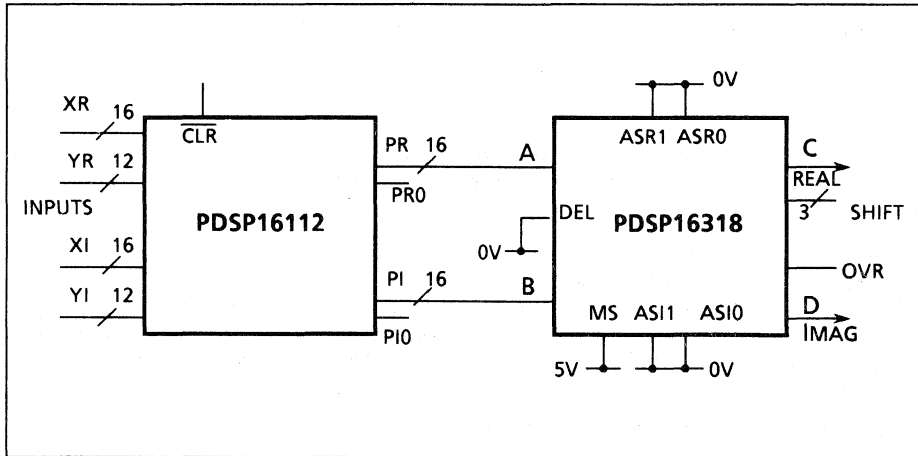 XR 16
CLR
YR 12
INPUTS
XI 16
YI 12
PDSP16112
PR 16
PR0
PI 16
PI0
A
B
0V
ASR1 ASR0
DEL
0V
PDSP16318
MS ASI1 ASI0
5V
0V
C
REAL
3
SHIFT
OVR
D
IMAG